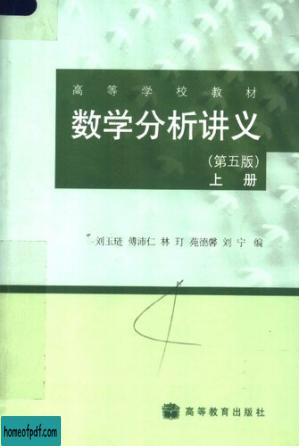 高等学校教材
数学分析讲义
(第五版)
上册
刘玉琏 傅沛仁 林玎 苑德馨 刘宁 编
高等教育出版社
homeofpdf.com